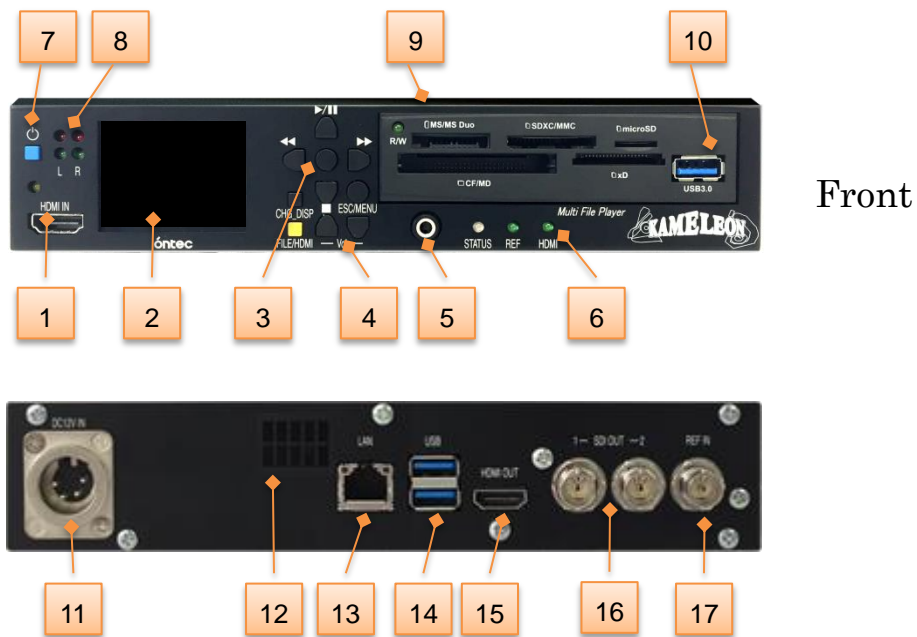 7 8 9 10
▶/▮▮
◀◀ ▶▶
L R
R/W
MS/MS Duo
SDXC/MMC
microSD
CF/MD
xD
USB3.0
HDMI IN
CHG_DISP
■ ESC/MENU
FILE/HDMI
óntec
STATUS REF HDMI
Multi File Player
KAMELEON
Front
1 2 3 4 5 6
DC12V IN
LAN
USB
HDMI OUT
1 — SDI OUT — 2
REF IN
11 12 13 14 15 16 17